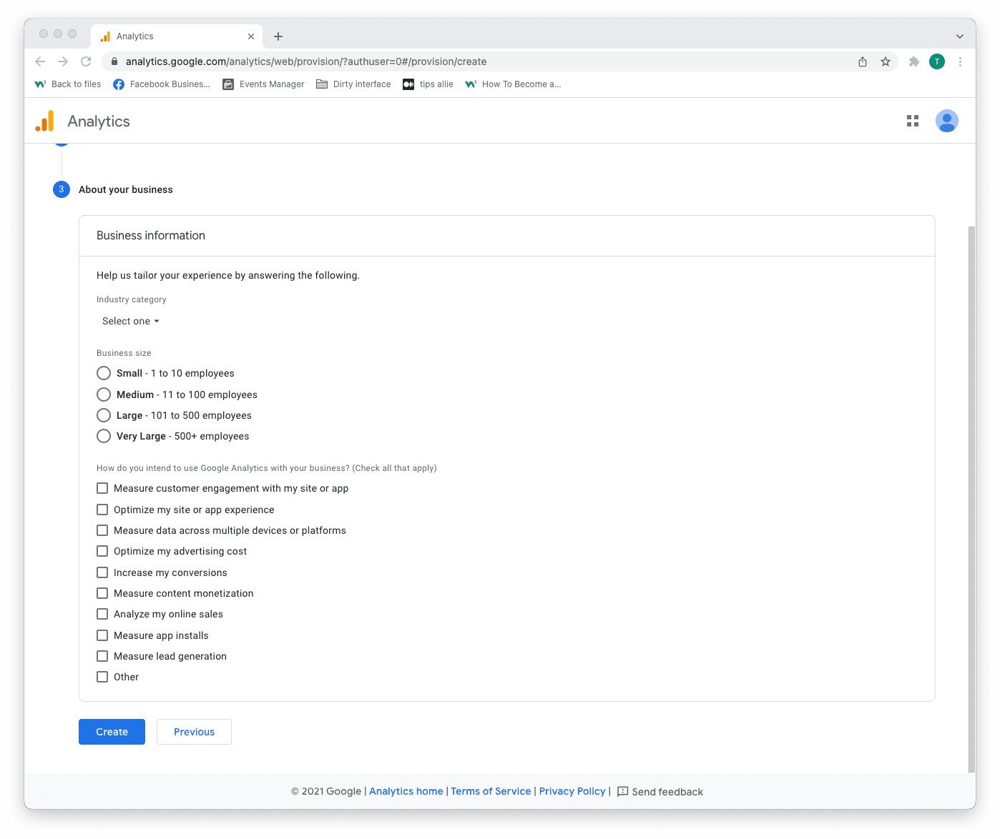 Analytics
analytics.google.com/analytics/web/provision/?authuser=0#/provision/create
T
Back to files
Facebook Busines...
Events Manager
Dirty interface
tips allie
How To Become a...
Analytics
3 About your business
Business information
Help us tailor your experience by answering the following.
Industry category
Select one
Business size
Small - 1 to 10 employees
Medium - 11 to 100 employees
Large - 101 to 500 employees
Very Large - 500+ employees
How do you intend to use Google Analytics with your business? (Check all that apply)
Measure customer engagement with my site or app
Optimize my site or app experience
Measure data across multiple devices or platforms
Optimize my advertising cost
Increase my conversions
Measure content monetization
Analyze my online sales
Measure app installs
Measure lead generation
Other
Create
Previous
© 2021 Google | Analytics home | Terms of Service | Privacy Policy | Send feedback